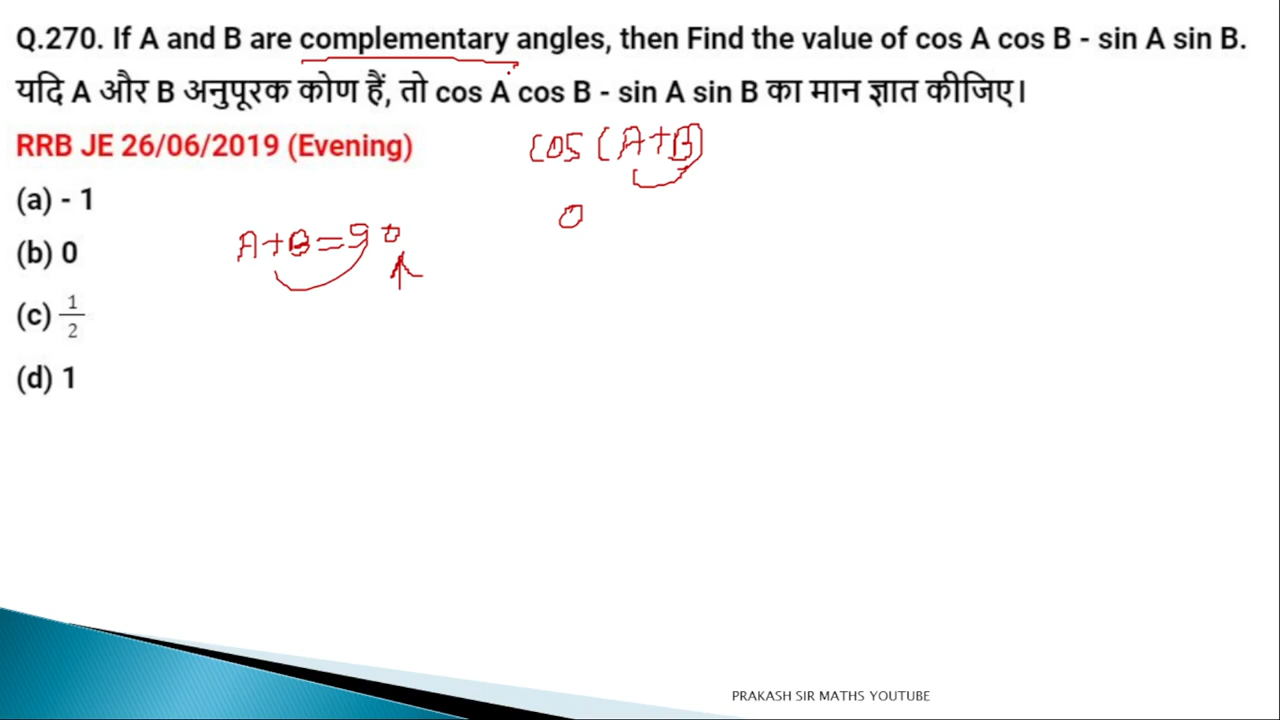 Q.270. If A and B are complementary angles, then Find the value of cos A cos B - sin A sin B.
यदि A और B अनुपूरक कोण हैं, तो cos A cos B - sin A sin B का मान ज्ञात कीजिए।
RRB JE 26/06/2019 (Evening)
cos (A+B)
(a) - 1
0
A+B=90
(b) 0
(c) 1/2
(d) 1
PRAKASH SIR MATHS YOUTUBE